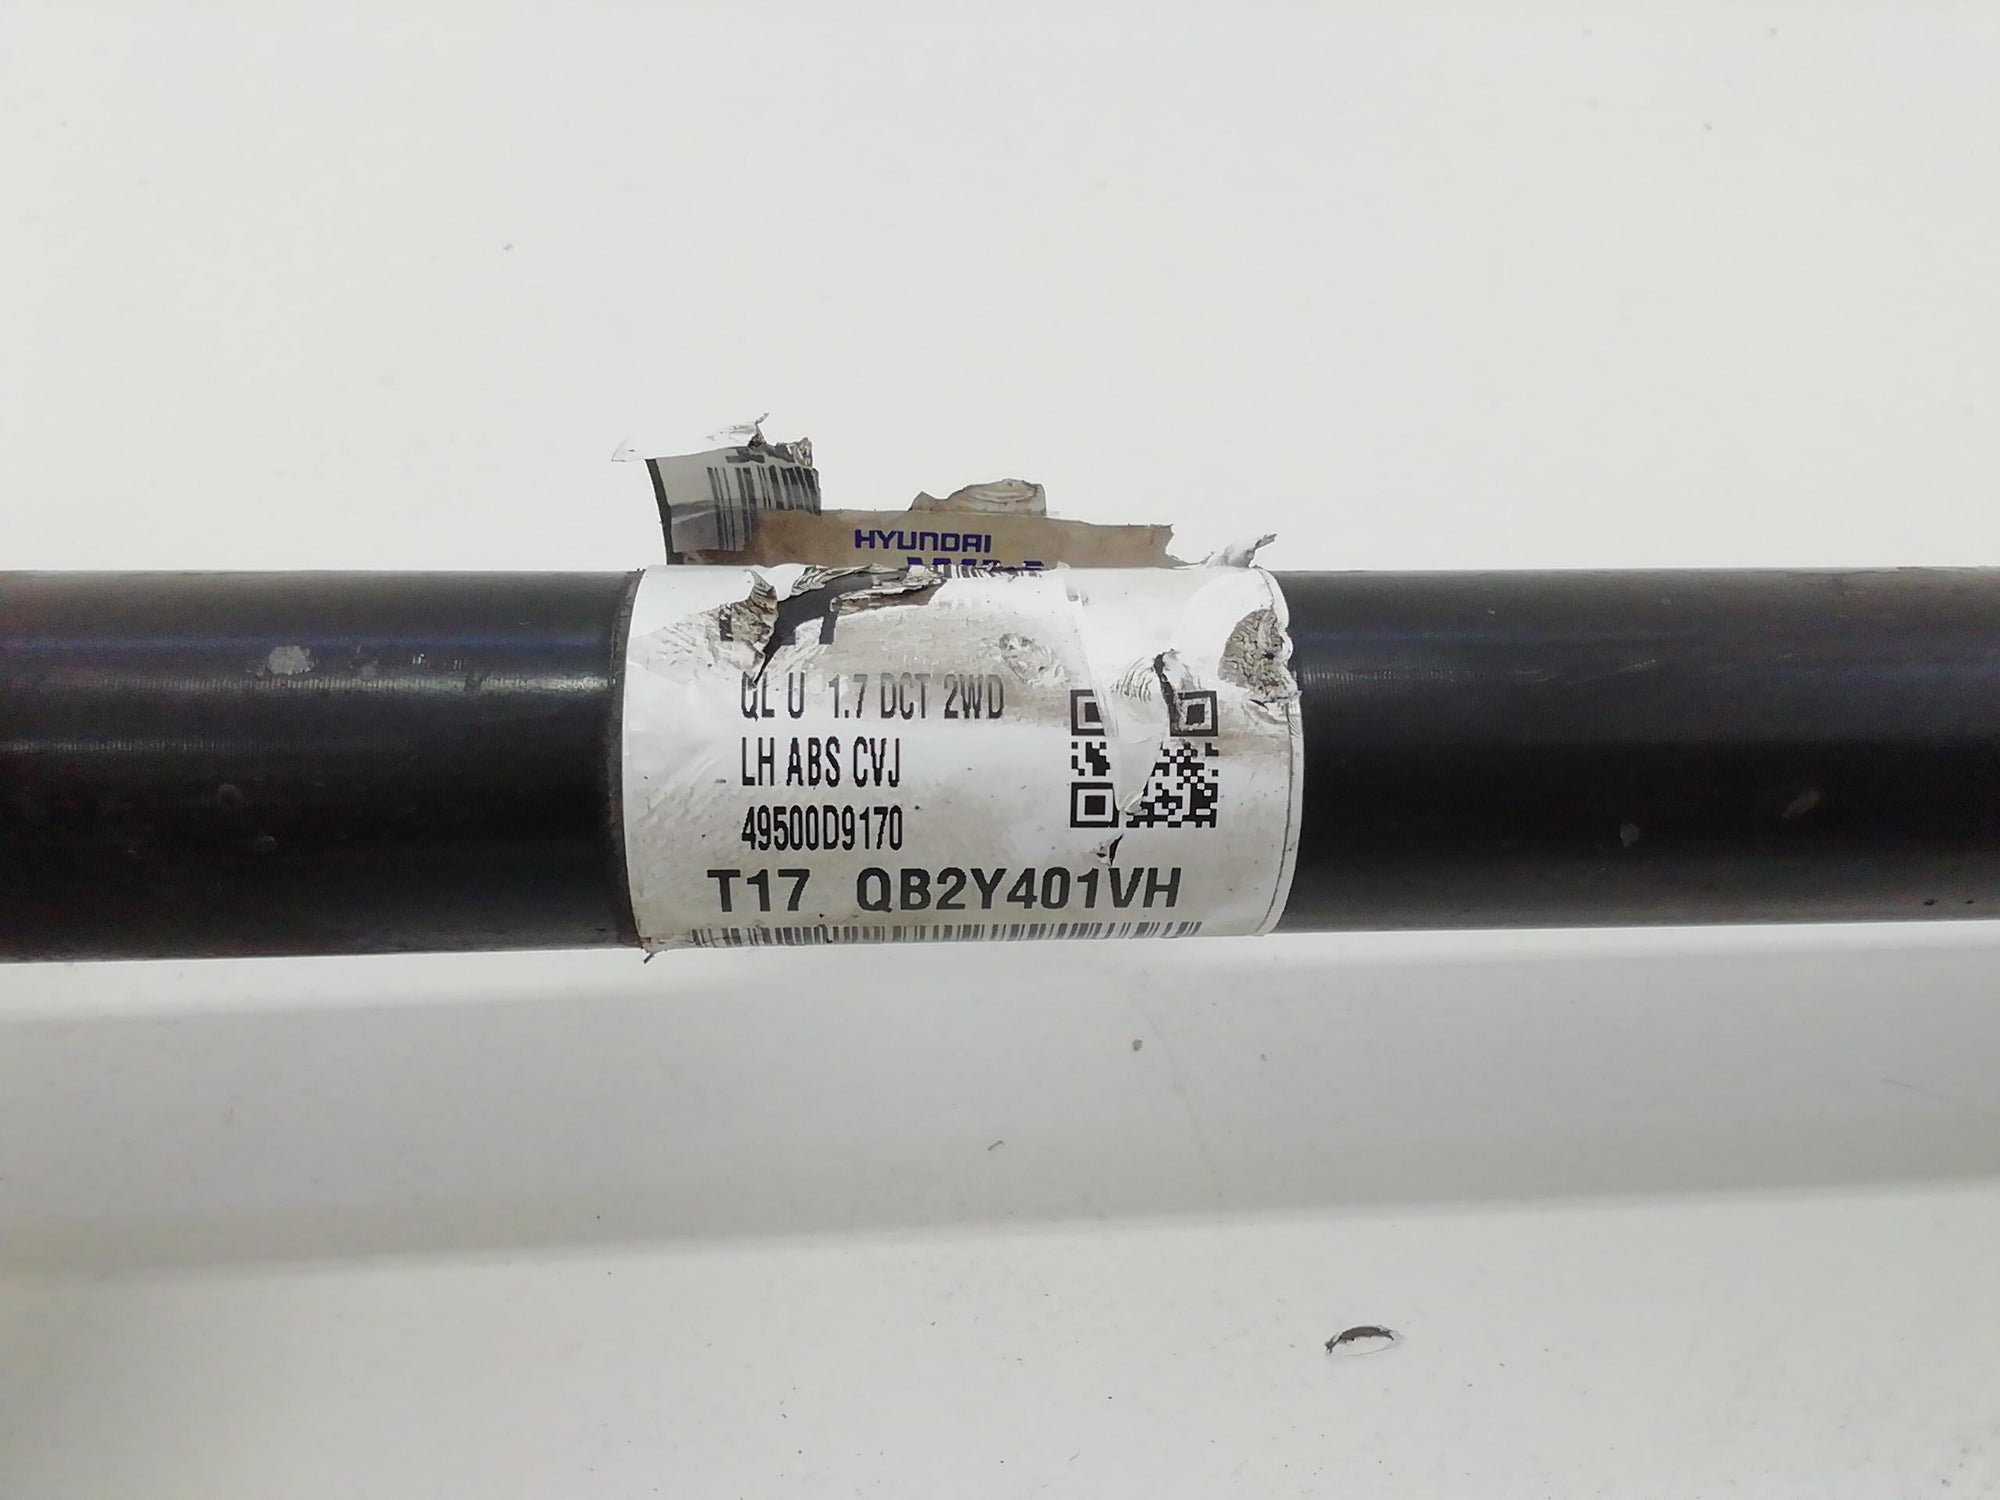 HYUNDAI
QL U 1.7 DCT 2WD
LH ABS CVJ
49500D9170
T17 QB2Y401VH